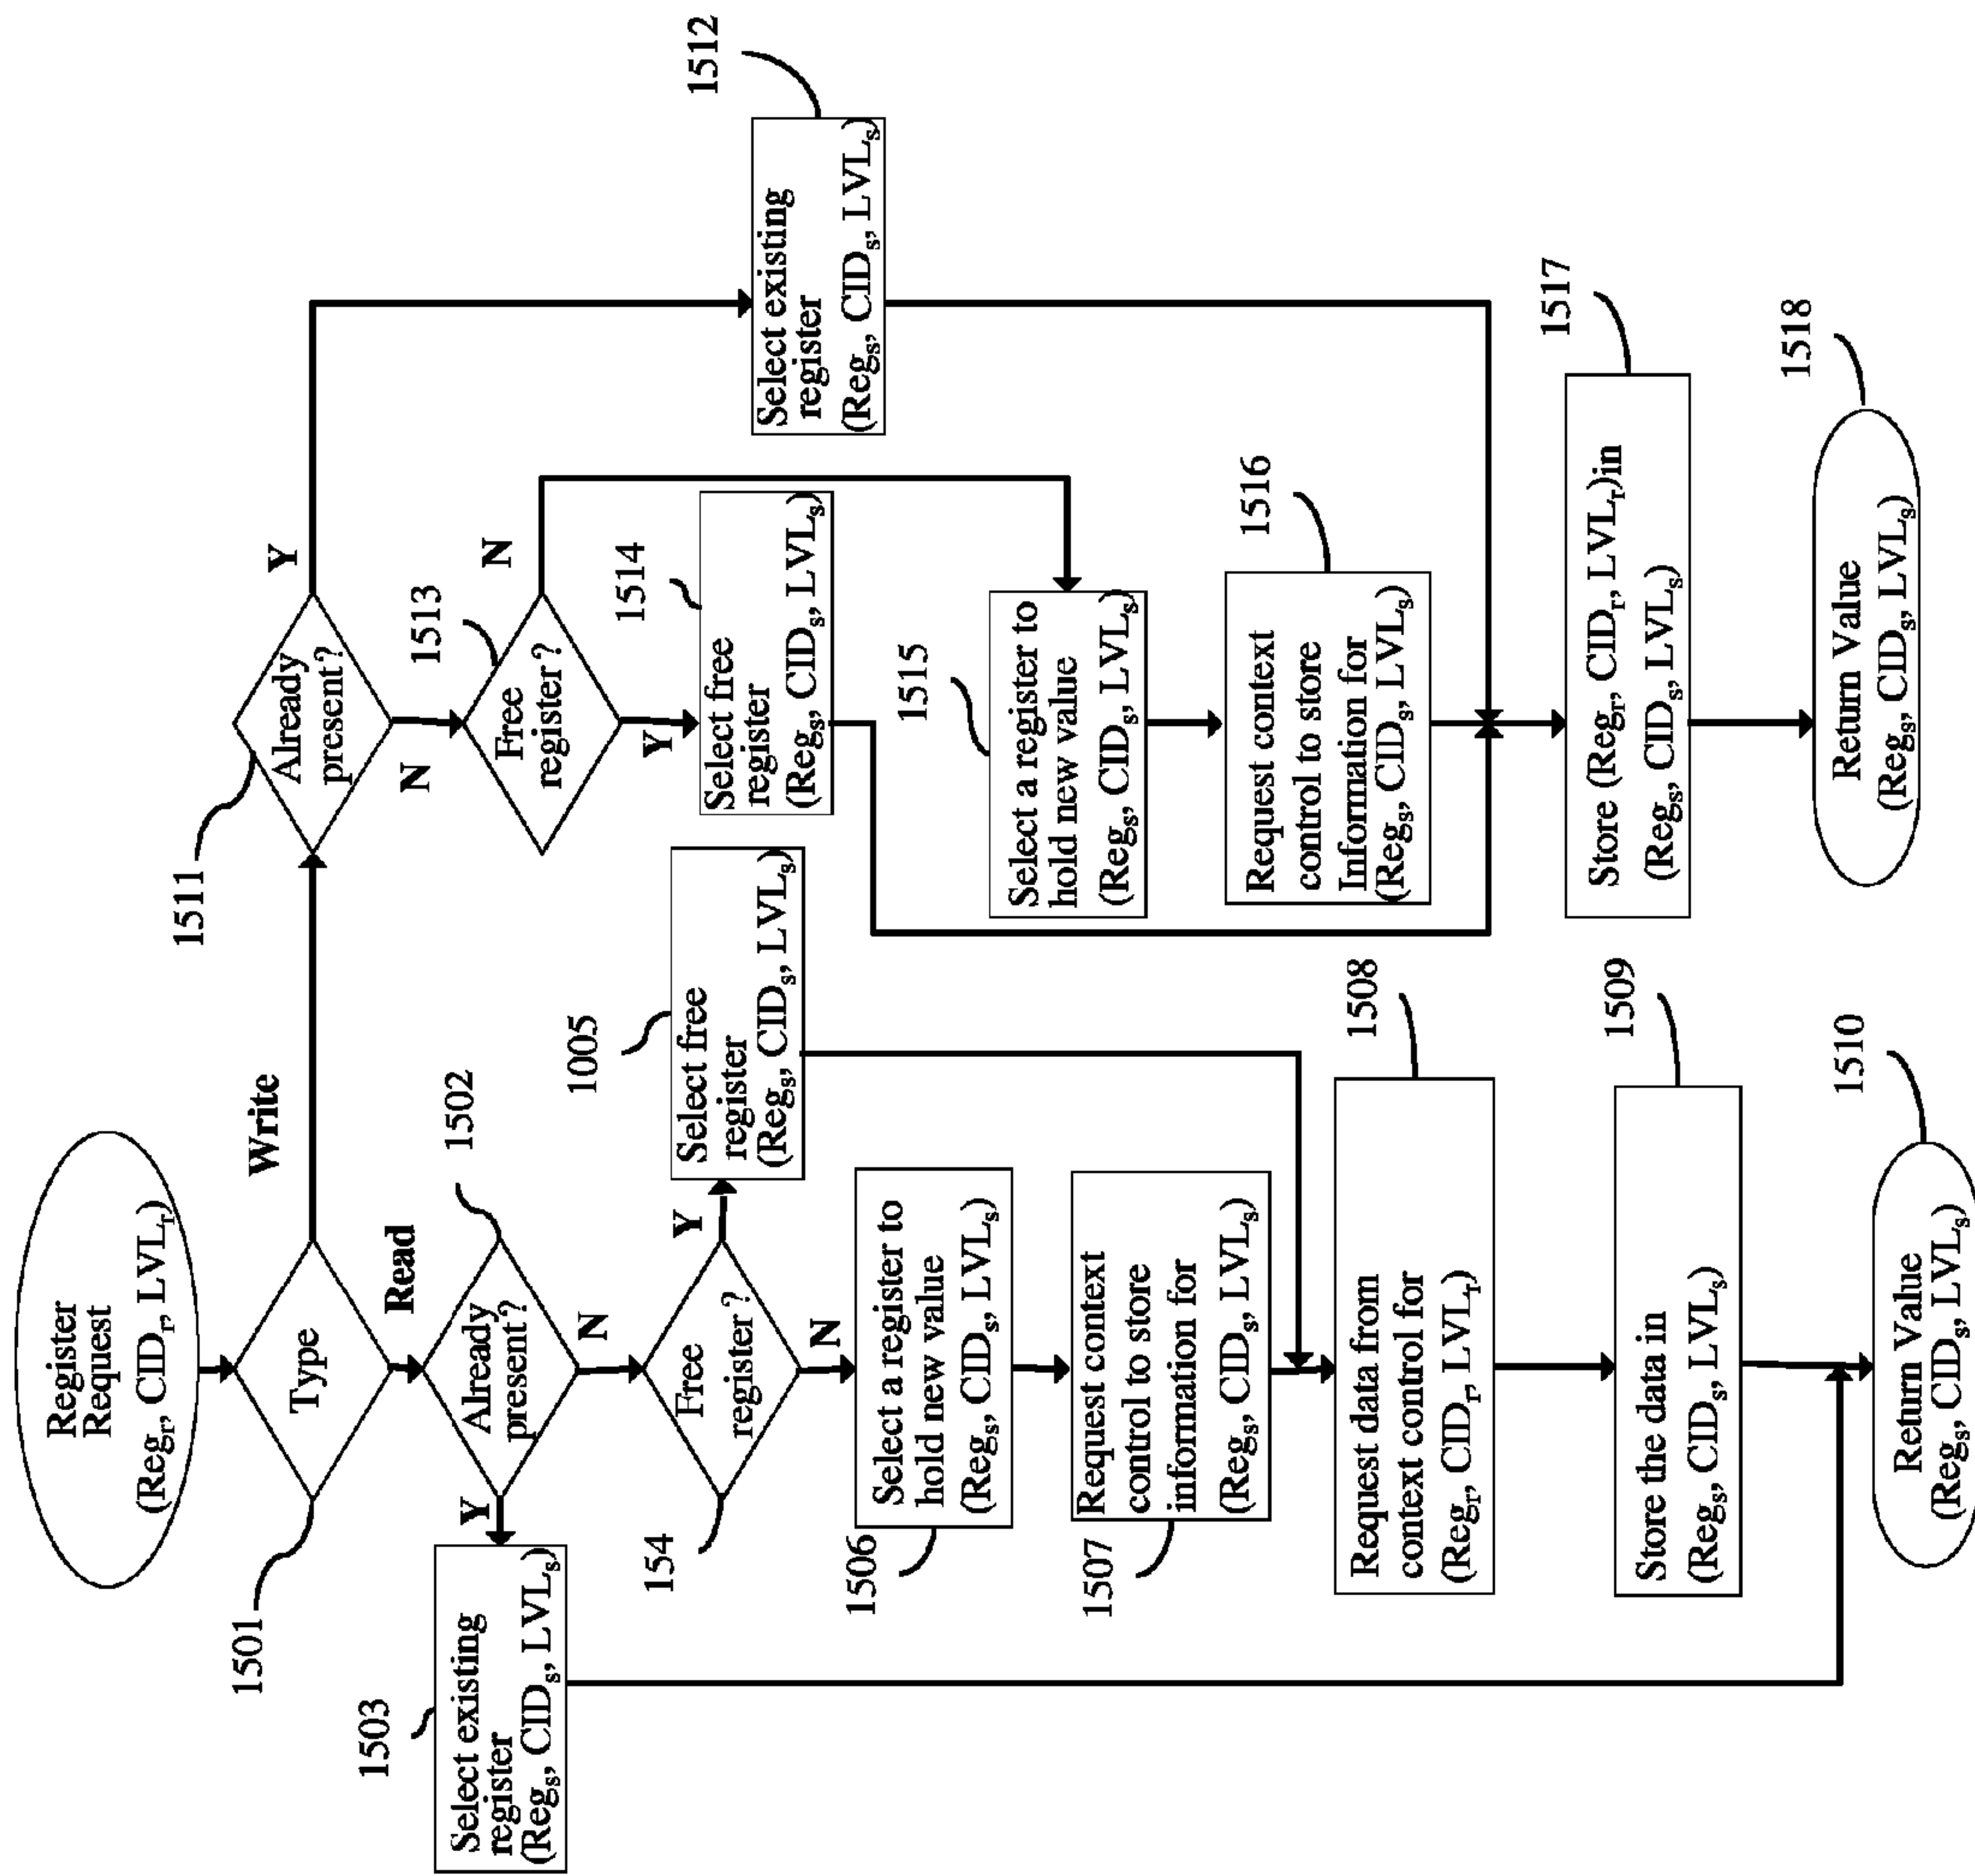 Register
Request
(Regr, CIDr, LVLr)
1501
Type
Write
Read
1511
Already
present?
Y
N
1502
Already
present?
Y
N
1503
Select existing
register
(Regs, CIDs, LVLs)
1513
Free
register?
N
Y
1512
Select existing
register
(Regs, CIDs, LVLs)
154
Free
register?
Y
N
1005
Select free
register
(Regs, CIDs, LVLs)
1514
Select free
register
(Regs, CIDs, LVLs)
1506
Select a register to
hold new value
(Regs, CIDs, LVLs)
1515
Select a register to
hold new value
(Regs, CIDs, LVLs)
1507
Request context
control to store
information for
(Regs, CIDs, LVLs)
1516
Request context
control to store
Information for
(Regs, CIDs, LVLs)
1508
Request data from
context control for
(Regr, CIDr, LVLr)
1517
Store (Regr, CIDr, LVLr)in
(Regs, CIDs, LVLs)
1509
Store the data in
(Regs, CIDs, LVLs)
1518
Return Value
(Regs, CIDs, LVLs)
1510
Return Value
(Regs, CIDs, LVLs)